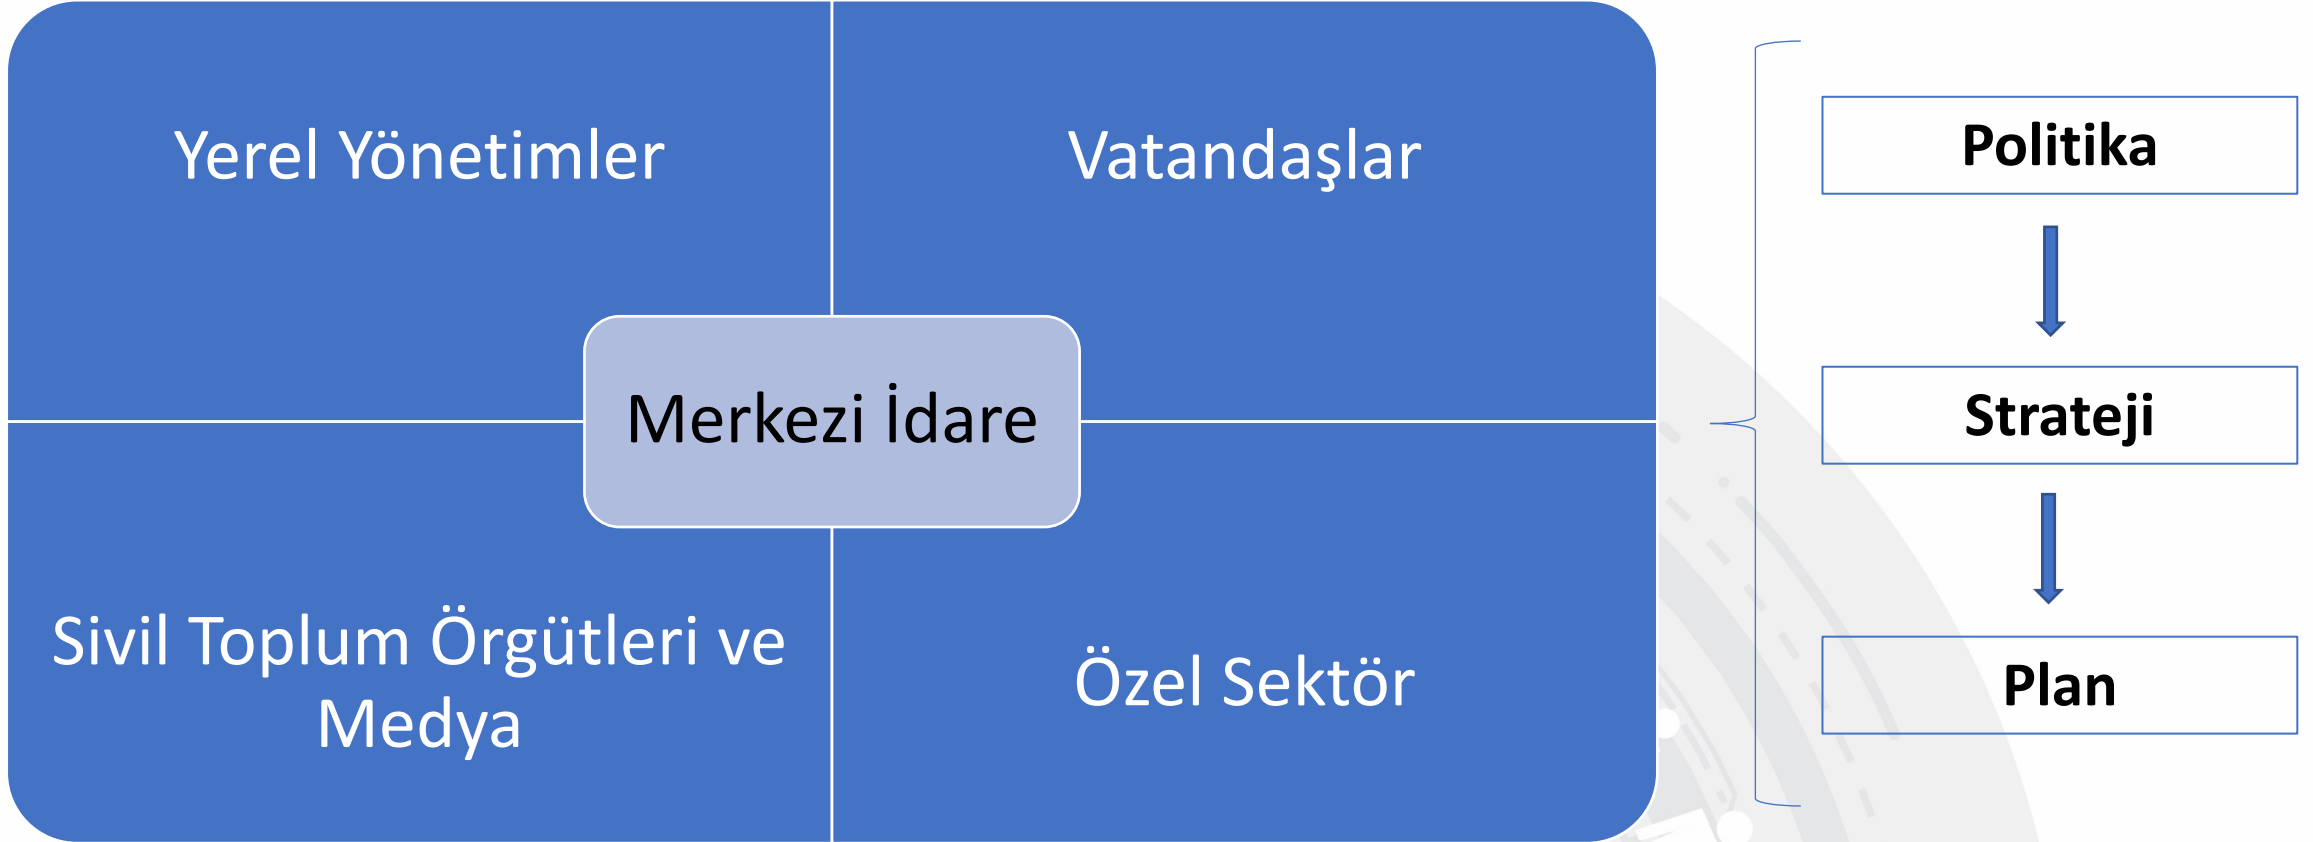 Yerel Yönetimler
Vatandaşlar
Merkezi İdare
Sivil Toplum Örgütleri ve
Medya
Özel Sektör
Politika
Strateji
Plan